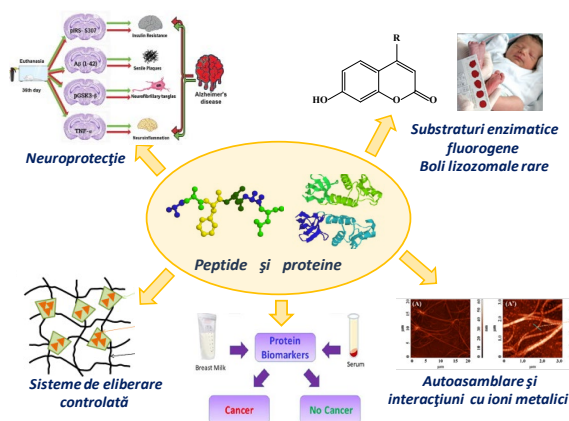 pIRS- S307
Aβ (1-42)
pGSK3-β
TNF-α
Euthanasia
36th day
Insulin Resistance
Senile Plaques
Neurofibrillary tangles
Neuroinflammation
Alzheimer's
disease
Neuroprotecție
R
HO
O
O
Substraturi enzimatice
fluorogene
Boli lizozomale rare
Peptide și proteine
Sisteme de eliberare
controlată
Breast Milk
Protein
Biomarkers
Serum
Cancer
No Cancer
(A)
(A')
μm
μm
Autoasamblare și
interacțiuni cu ioni metalici